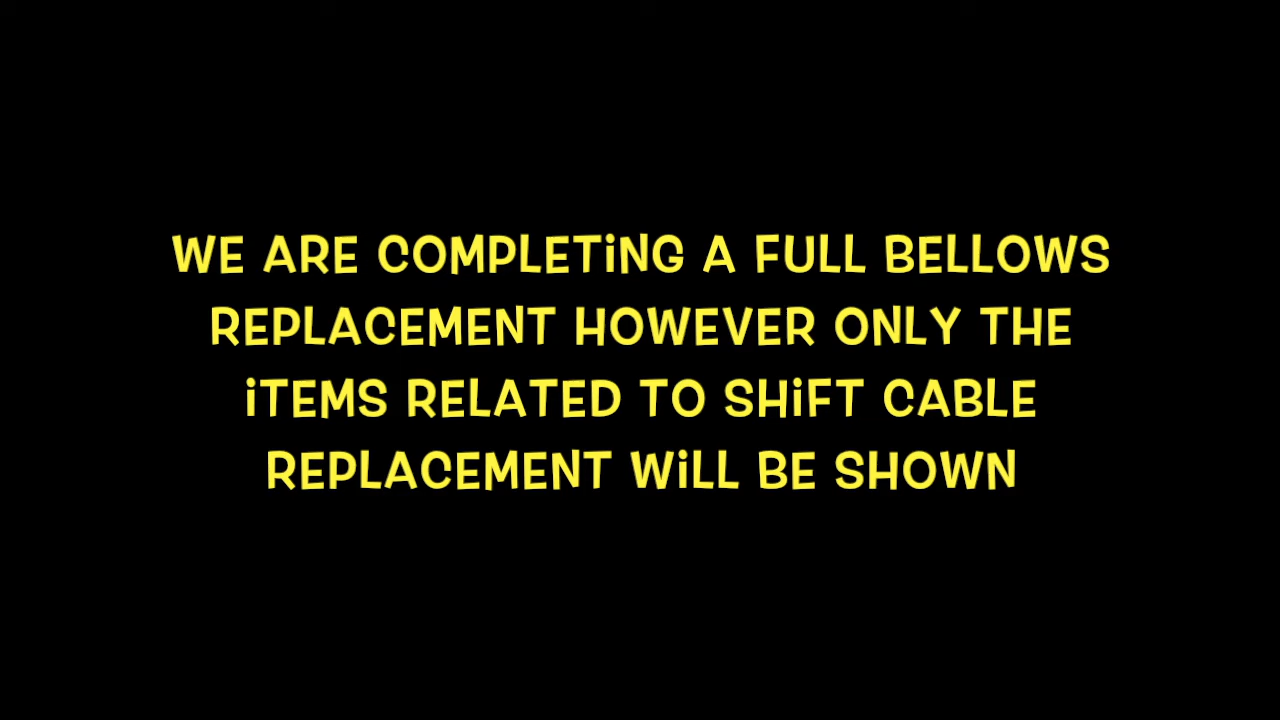 WE ARE COMPLETING A FULL BELLOWS
REPLACEMENT HOWEVER ONLY THE
ITEMS RELATED TO SHIFT CABLE
REPLACEMENT WILL BE SHOWN